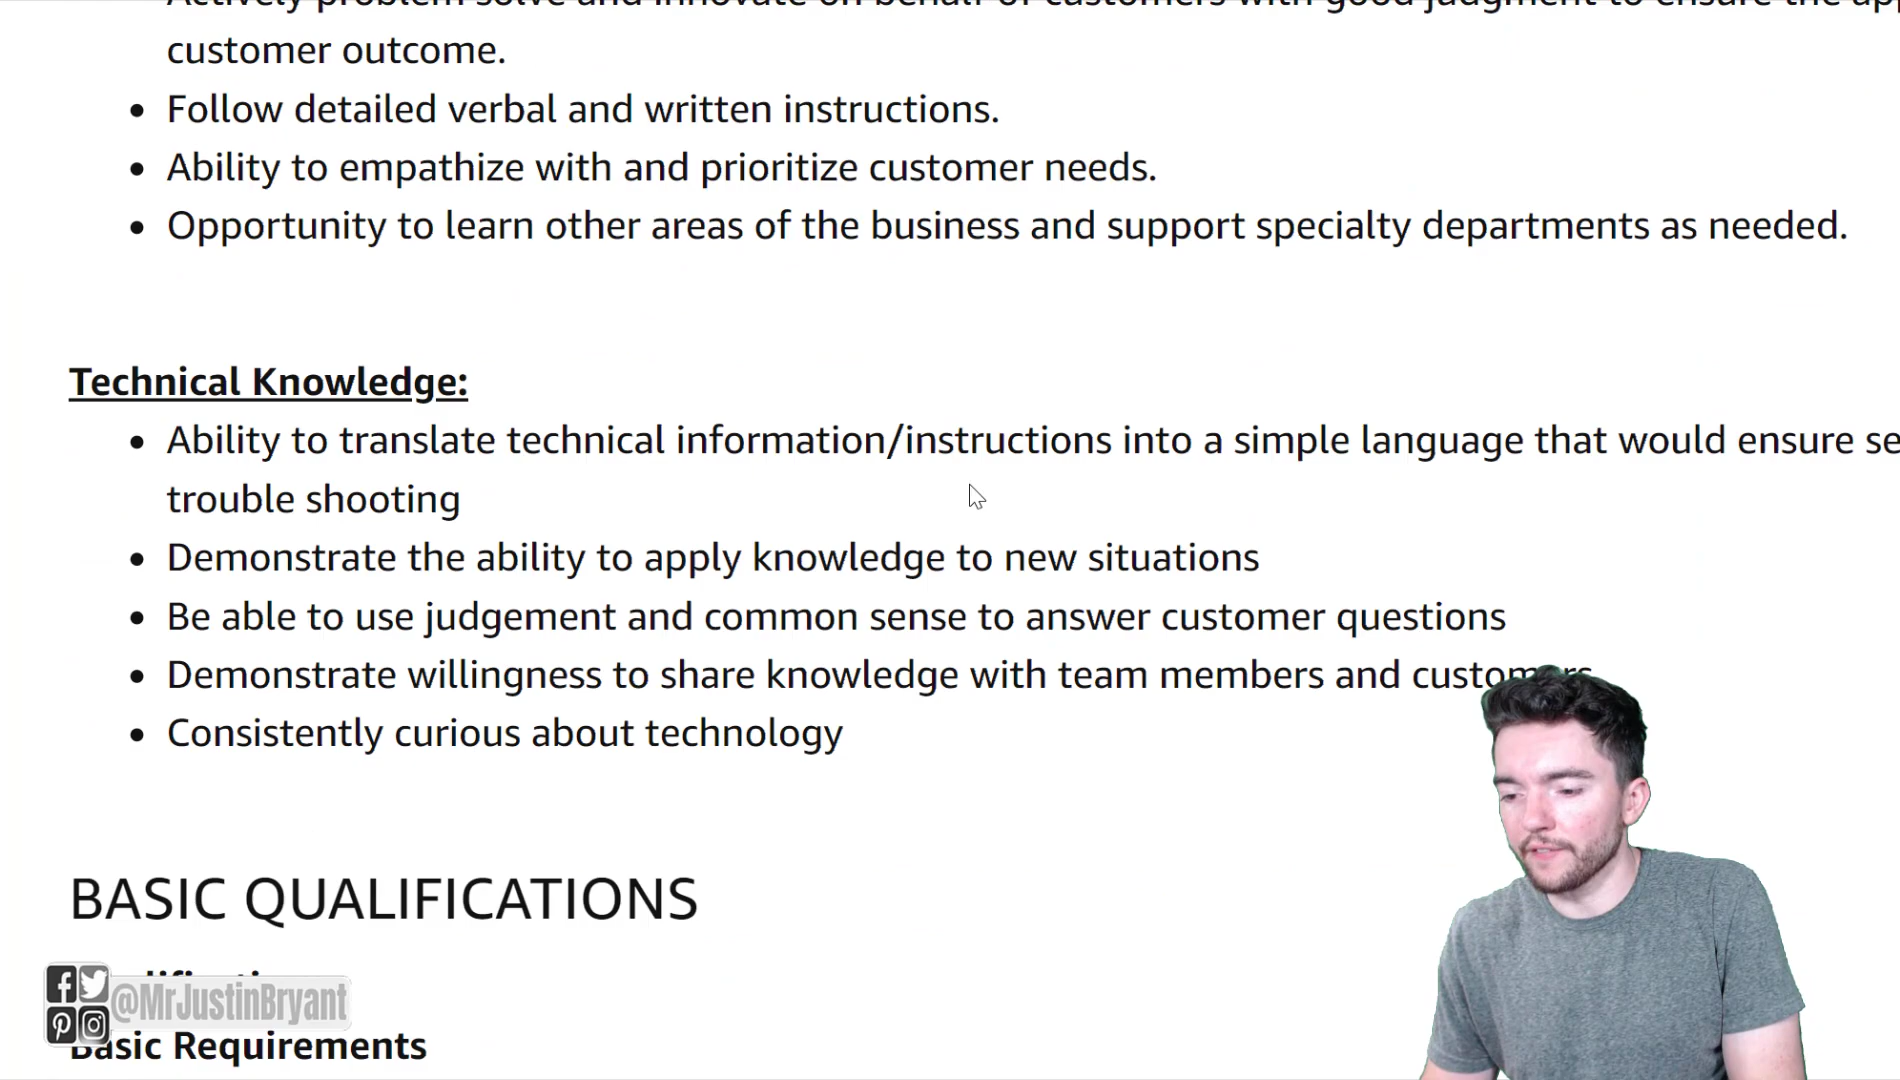 Actively problem solve and innovate on behalf of customers with good judgment to ensure the
customer outcome.
• Follow detailed verbal and written instructions.
• Ability to empathize with and prioritize customer needs.
• Opportunity to learn other areas of the business and support specialty departments as needed.
Technical Knowledge:
• Ability to translate technical information/instructions into a simple language that would ensure
trouble shooting
• Demonstrate the ability to apply knowledge to new situations
• Be able to use judgement and common sense to answer customer questions
• Demonstrate willingness to share knowledge with team members and customers
• Consistently curious about technology
BASIC QUALIFICATIONS
@MrJustinBryant
Basic Requirements